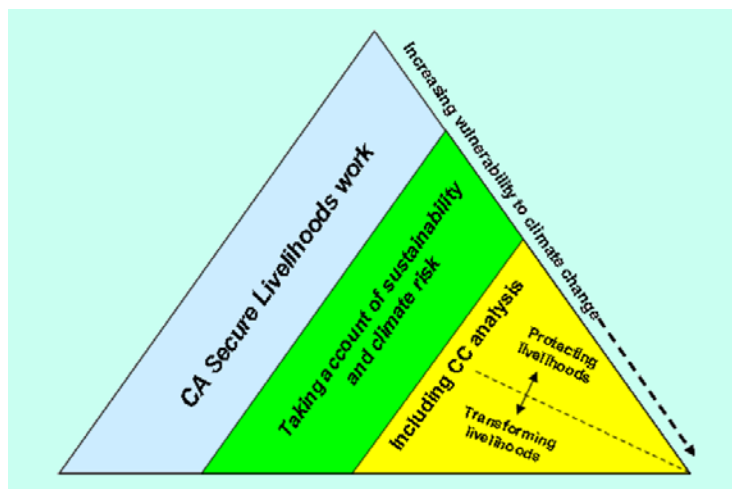 Increasing vulnerability to climate change
CA Secure Livelihoods work
Taking account of sustainability
and climate risk
Including CC analysis
Protecting
livelihoods
Transforming
livelihoods